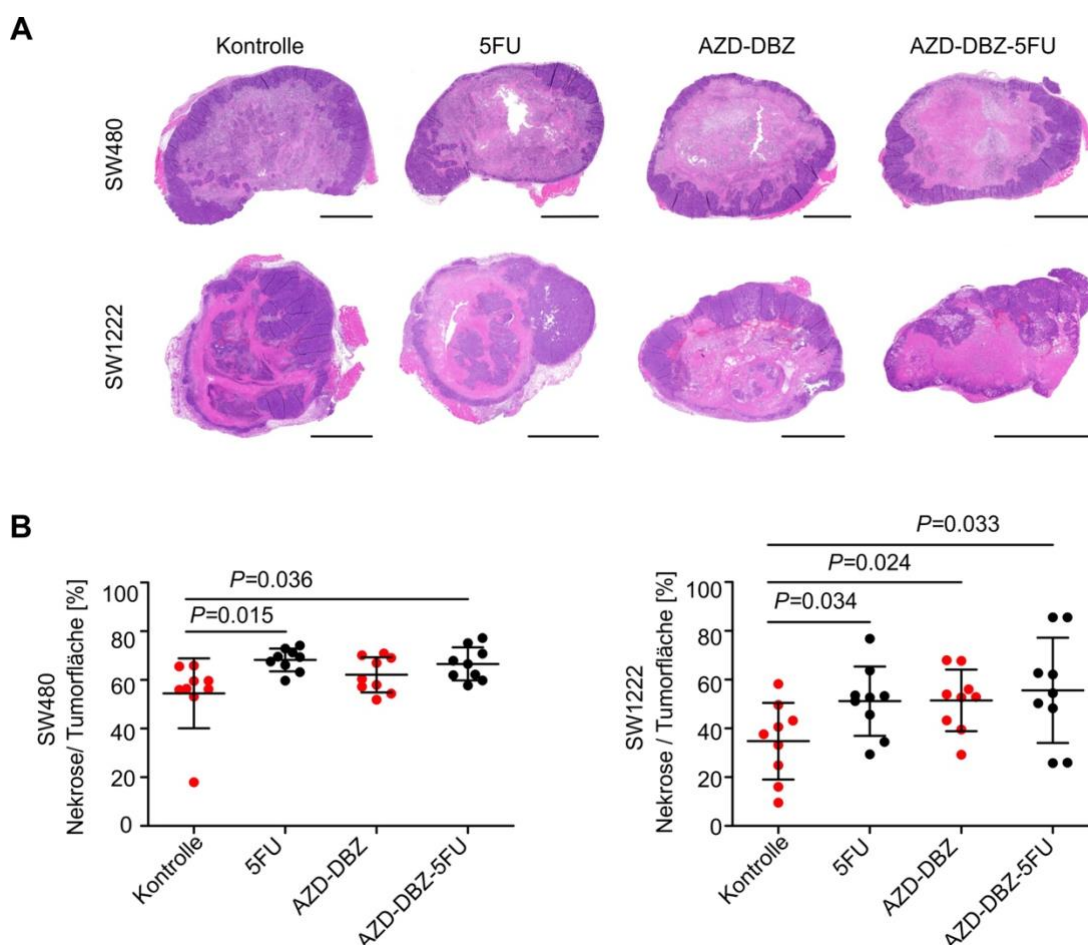 A
Kontrolle 5FU AZD-DBZ AZD-DBZ-5FU
SW480
SW1222
B
SW480
Nekrose/ Tumorfläche [%]
100
80
60
40
20
0
P=0.036
P=0.015
Kontrolle
5FU
AZD-DBZ
AZD-DBZ-5FU
SW1222
Nekrose / Tumorfläche [%]
100
80
60
40
20
0
P=0.033
P=0.024
P=0.034
Kontrolle
5FU
AZD-DBZ
AZD-DBZ-5FU